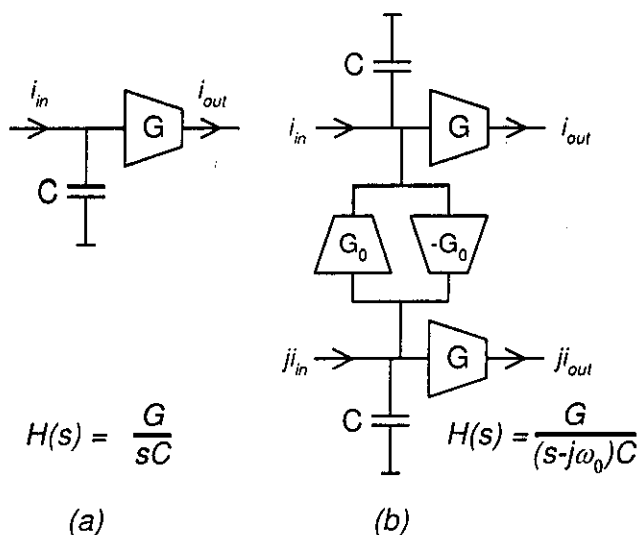 i_in
i_out
G
C
H(s) = G / sC
(a)
C
i_in
G
i_out
G_0
-G_0
ji_in
G
ji_out
C
H(s) = G / (s-jω_0)C
(b)